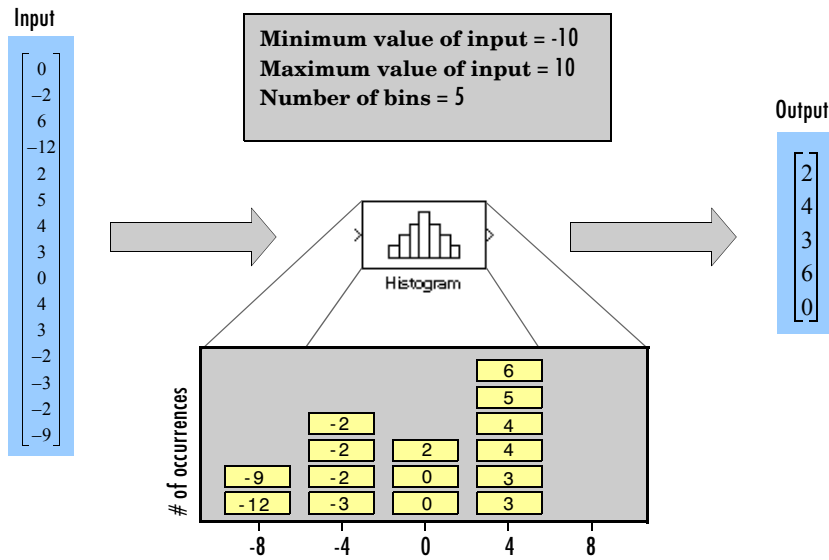 Input
0
−2
6
−12
2
5
4
3
0
4
3
−2
−3
−2
−9
Minimum value of input = -10
Maximum value of input = 10
Number of bins = 5
Histogram
Output
2
4
3
6
0
# of occurrences
6
5
-2 4
-2 2 4
-9 -2 0 3
-12 -3 0 3
-8 -4 0 4 8